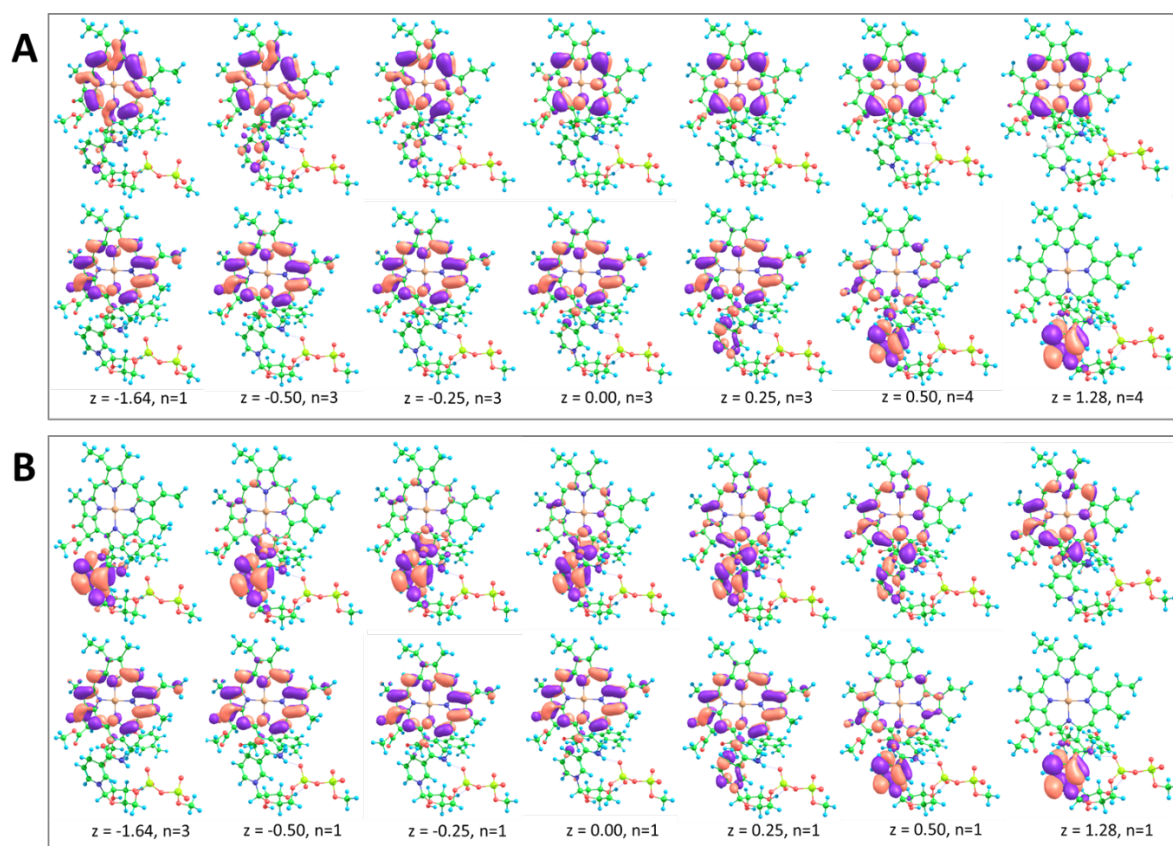 A
z = -1.64, n=1 z = -0.50, n=3 z = -0.25, n=3 z = 0.00, n=3 z = 0.25, n=3 z = 0.50, n=4 z = 1.28, n=4
B
z = -1.64, n=3 z = -0.50, n=1 z = -0.25, n=1 z = 0.00, n=1 z = 0.25, n=1 z = 0.50, n=1 z = 1.28, n=1